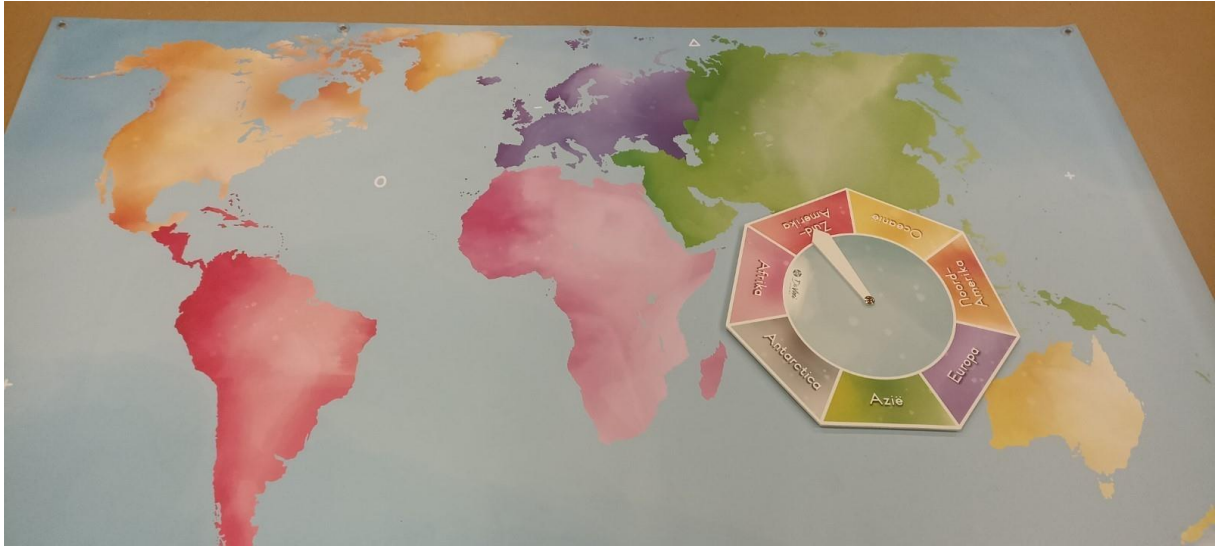 Zuid-
Amerika
Oceanië
Noord-
Amerika
Europa
Azië
Antarctica
Afrika